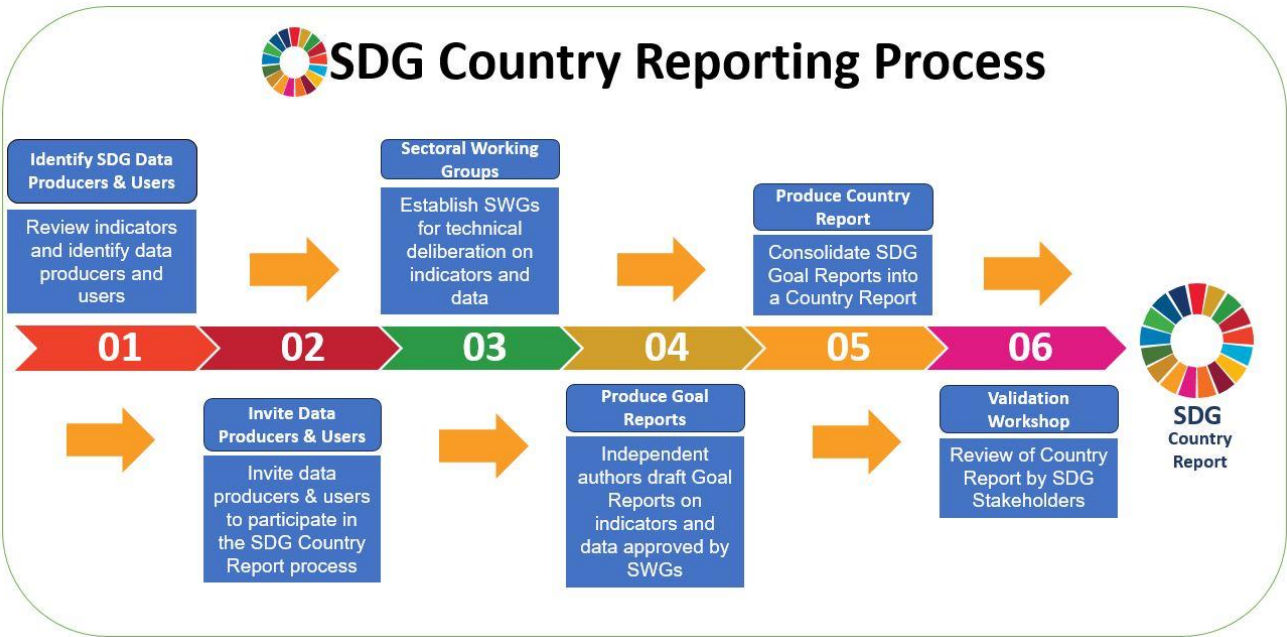 SDG Country Reporting Process
Identify SDG Data
Producers & Users
Review indicators
and identify data
producers and
users
Sectoral Working
Groups
Establish SWGs
for technical
deliberation on
indicators and
data
Produce Country
Report
Consolidate SDG
Goal Reports into
a Country Report
01
02
03
04
05
06
Invite Data
Producers & Users
Invite data
producers & users
to participate in
the SDG Country
Report process
Produce Goal
Reports
Independent
authors draft Goal
Reports on
indicators and
data approved by
SWGs
Validation
Workshop
Review of Country
Report by SDG
Stakeholders
SDG
Country
Report